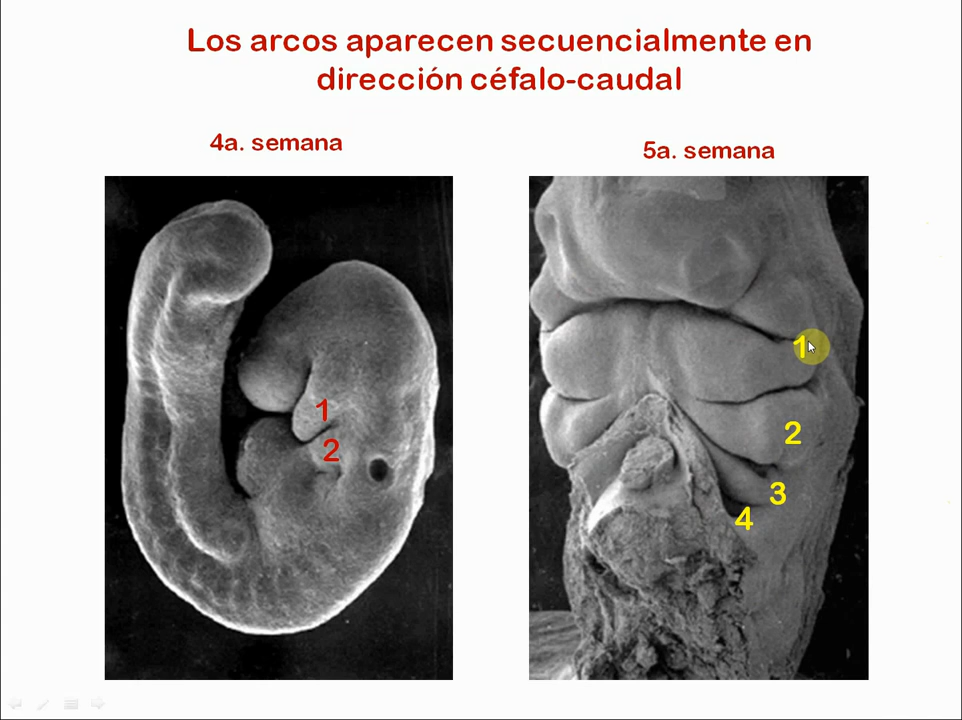 Los arcos aparecen secuencialmente en
dirección céfalo-caudal
4a. semana
5a. semana
1
2
1
2
3
4